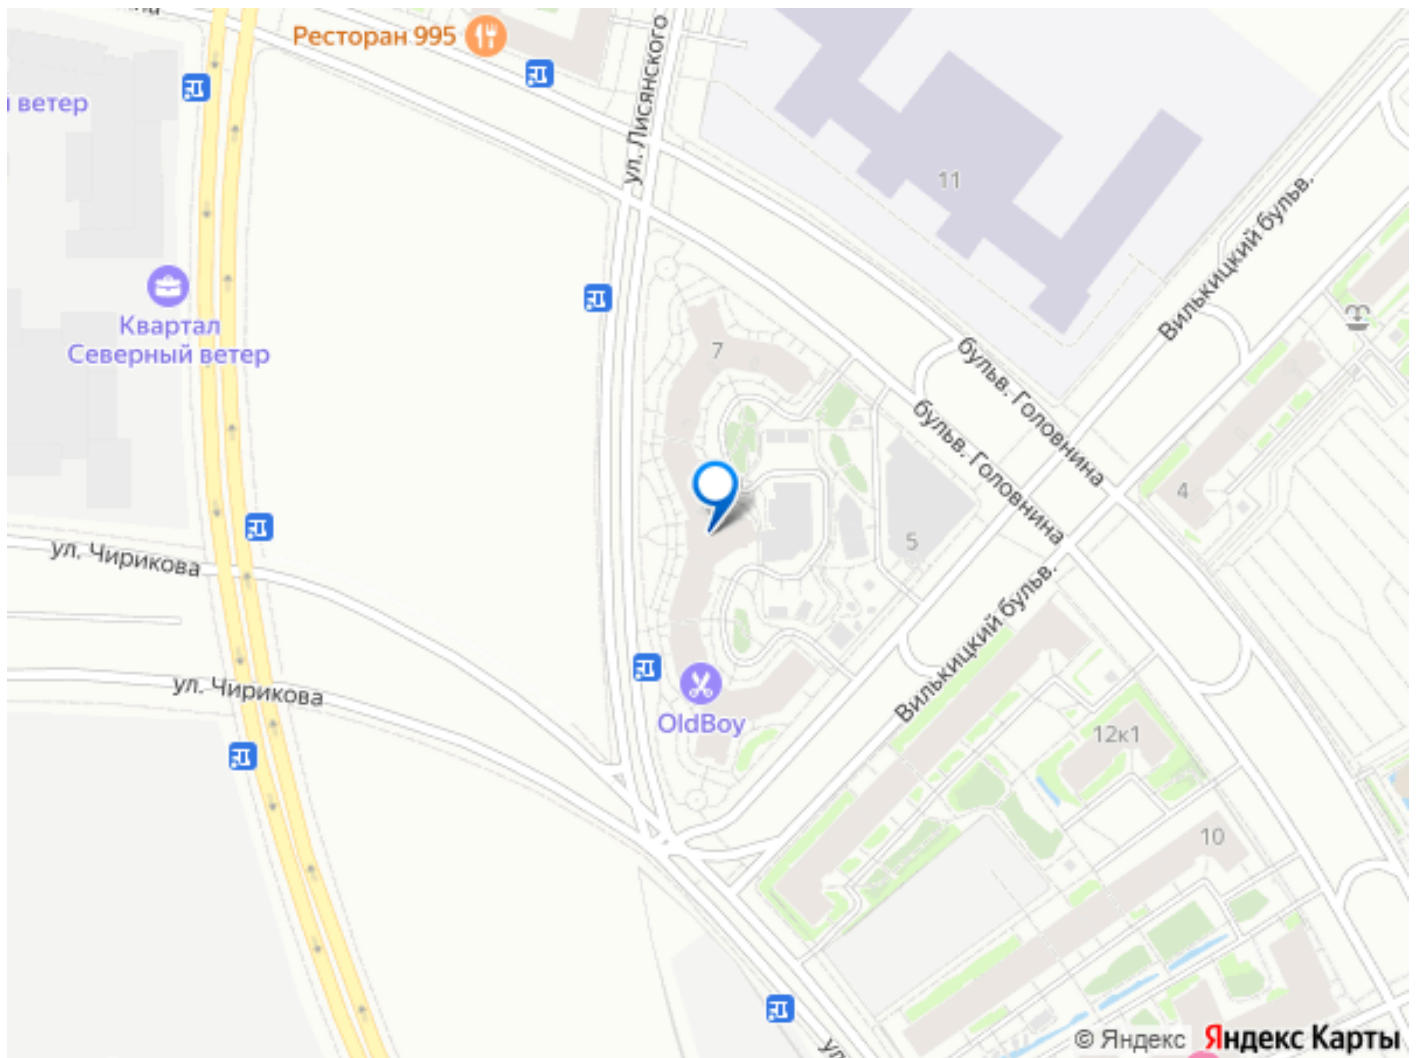 Ресторан 995
ул. Лисянского
ветер
11
Вилькицкий бульв.
Квартал
Северный ветер
7
бульв. Головнина
бульв. Головнина
4
5
ул. Чирикова
Вилькицкий бульв.
ул. Чирикова
OldBoy
12к1
10
© Яндекс Яндекс Карты